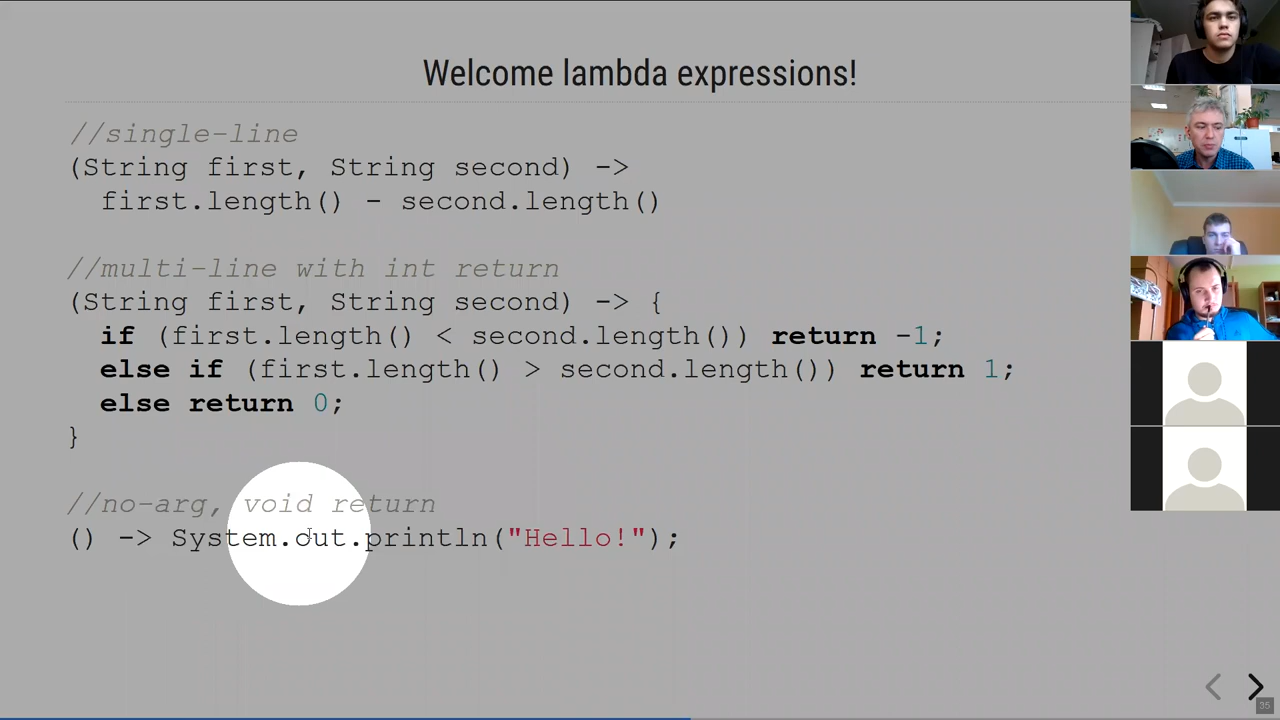 Welcome lambda expressions!
//single-line
(String first, String second) ->
first.length() - second.length()
//multi-line with int return
(String first, String second) -> {
if (first.length() < second.length()) return -1;
else if (first.length() > second.length()) return 1;
else return 0;
}
//no-arg, void return
() -> System.out.println("Hello!");
35